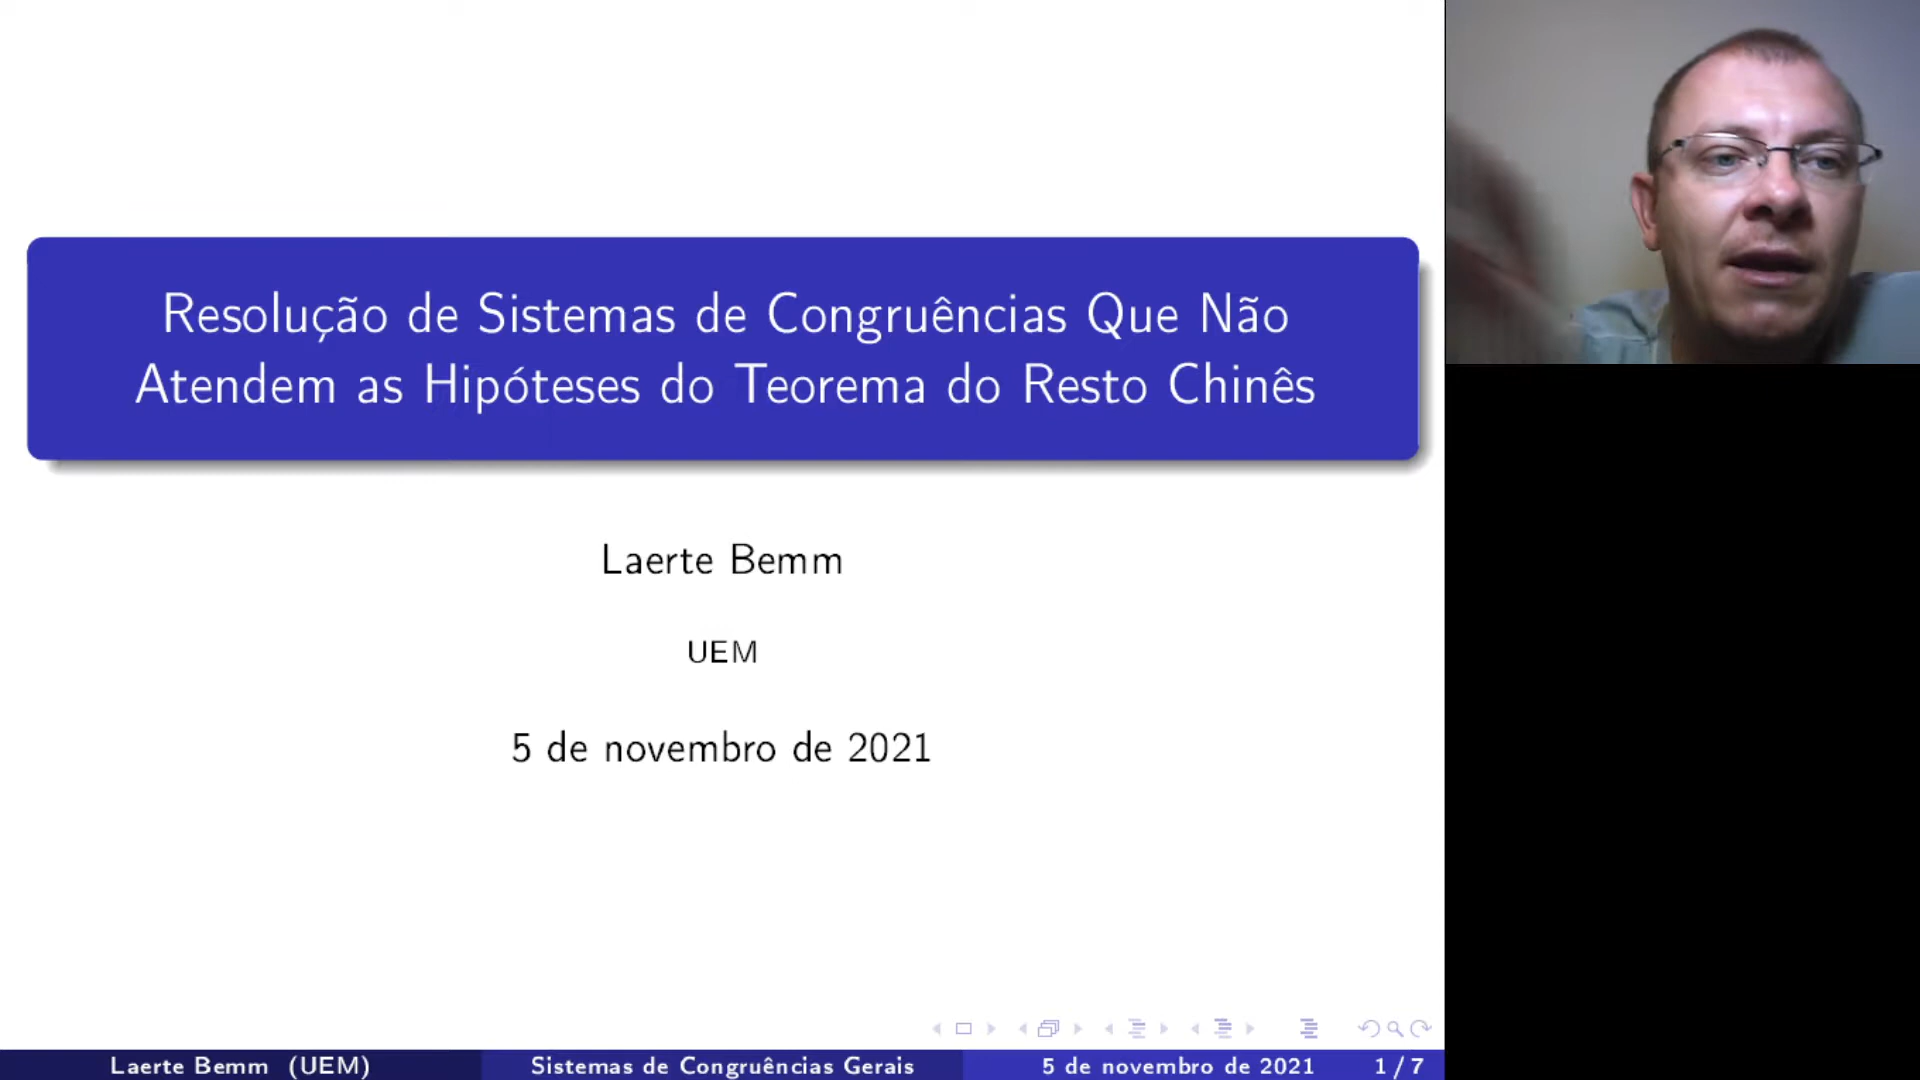 Resolução de Sistemas de Congruências Que Não
Atendem as Hipóteses do Teorema do Resto Chinês
Laerte Bemm
UEM
5 de novembro de 2021
Laerte Bemm (UEM)
Sistemas de Congruências Gerais
5 de novembro de 2021
1 / 7